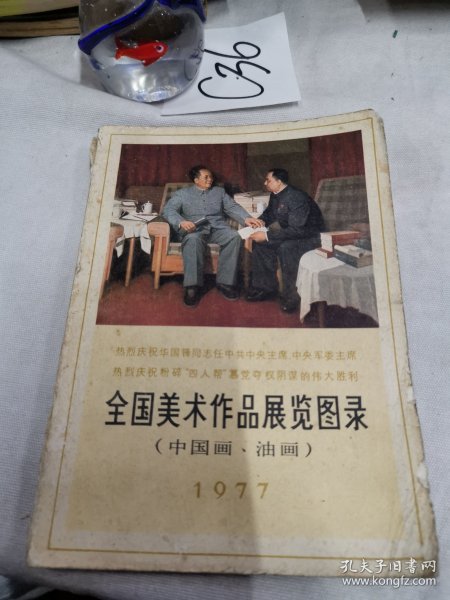 C36
热烈庆祝华国锋同志任中共中央主席、中央军委主席
热烈庆祝粉碎"四人帮"篡党夺权阴谋的伟大胜利
全国美术作品展览图录
(中国画、油画)
1977
孔夫子旧书网
www.kongfz.com